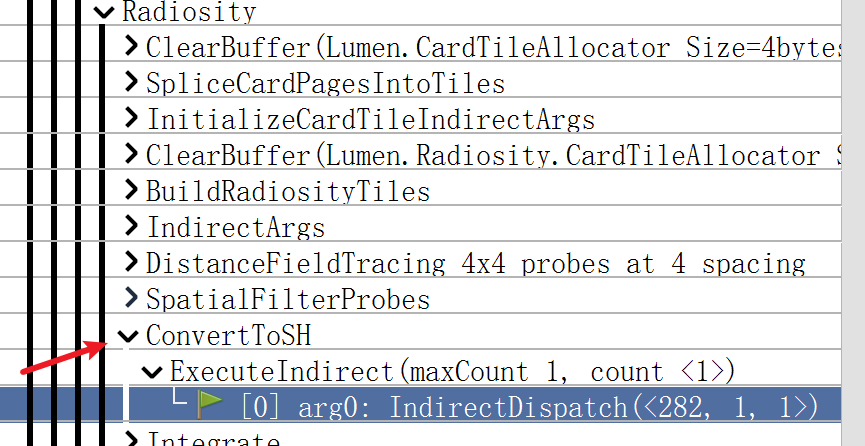 Radiosity
ClearBuffer(Lumen.CardTileAllocator Size=4bytes
SpliceCardPagesIntoTiles
InitializeCardTileIndirectArgs
ClearBuffer(Lumen.Radiosity.CardTileAllocator
BuildRadiosityTiles
IndirectArgs
DistanceFieldTracing 4x4 probes at 4 spacing
SpatialFilterProbes
ConvertToSH
ExecuteIndirect(maxCount 1, count <1>)
[0] arg0: IndirectDispatch(<282, 1, 1>)
Integrate